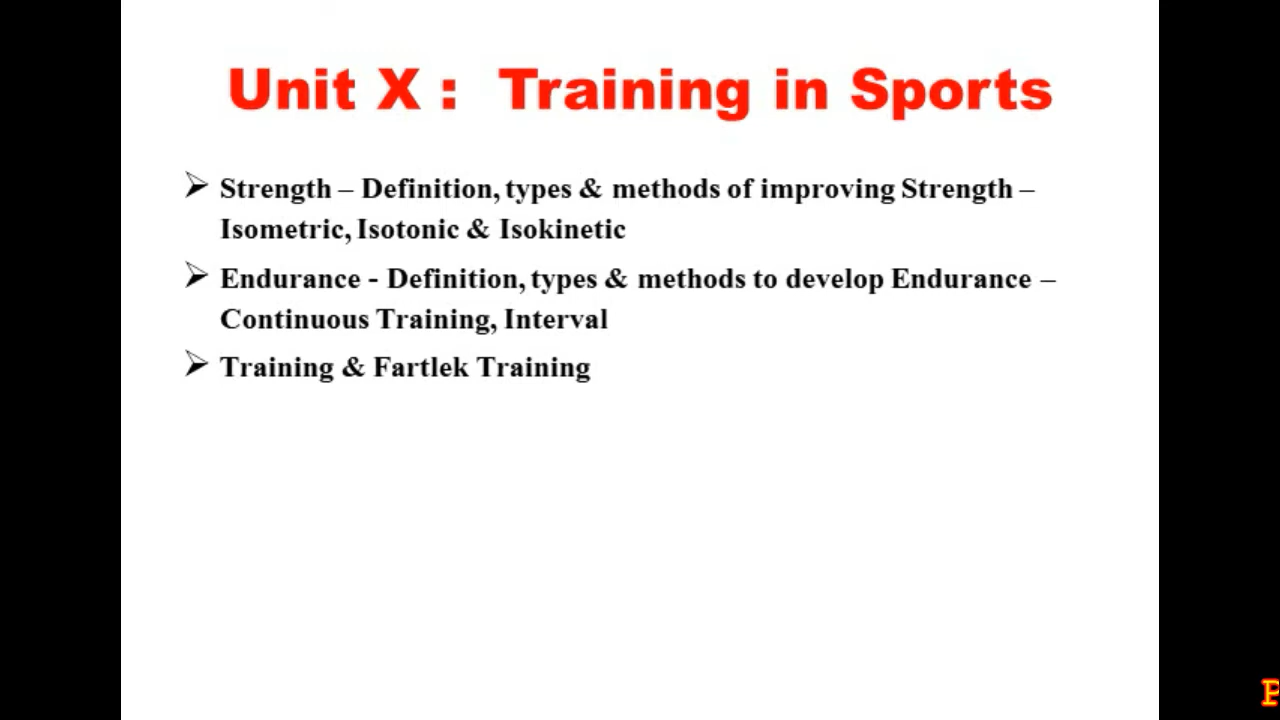 Unit X : Training in Sports
➢ Strength – Definition, types & methods of improving Strength –
Isometric, Isotonic & Isokinetic
➢ Endurance - Definition, types & methods to develop Endurance –
Continuous Training, Interval
➢ Training & Fartlek Training